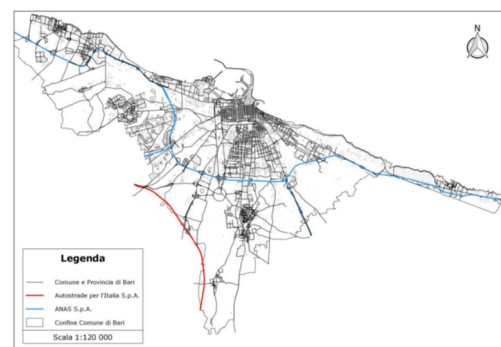 N
Legenda
Comune e Provincia di Bari
Autostrade per l'Italia S.p.A.
ANAS S.p.A.
Confine Comune di Bari
Scala 1:120 000